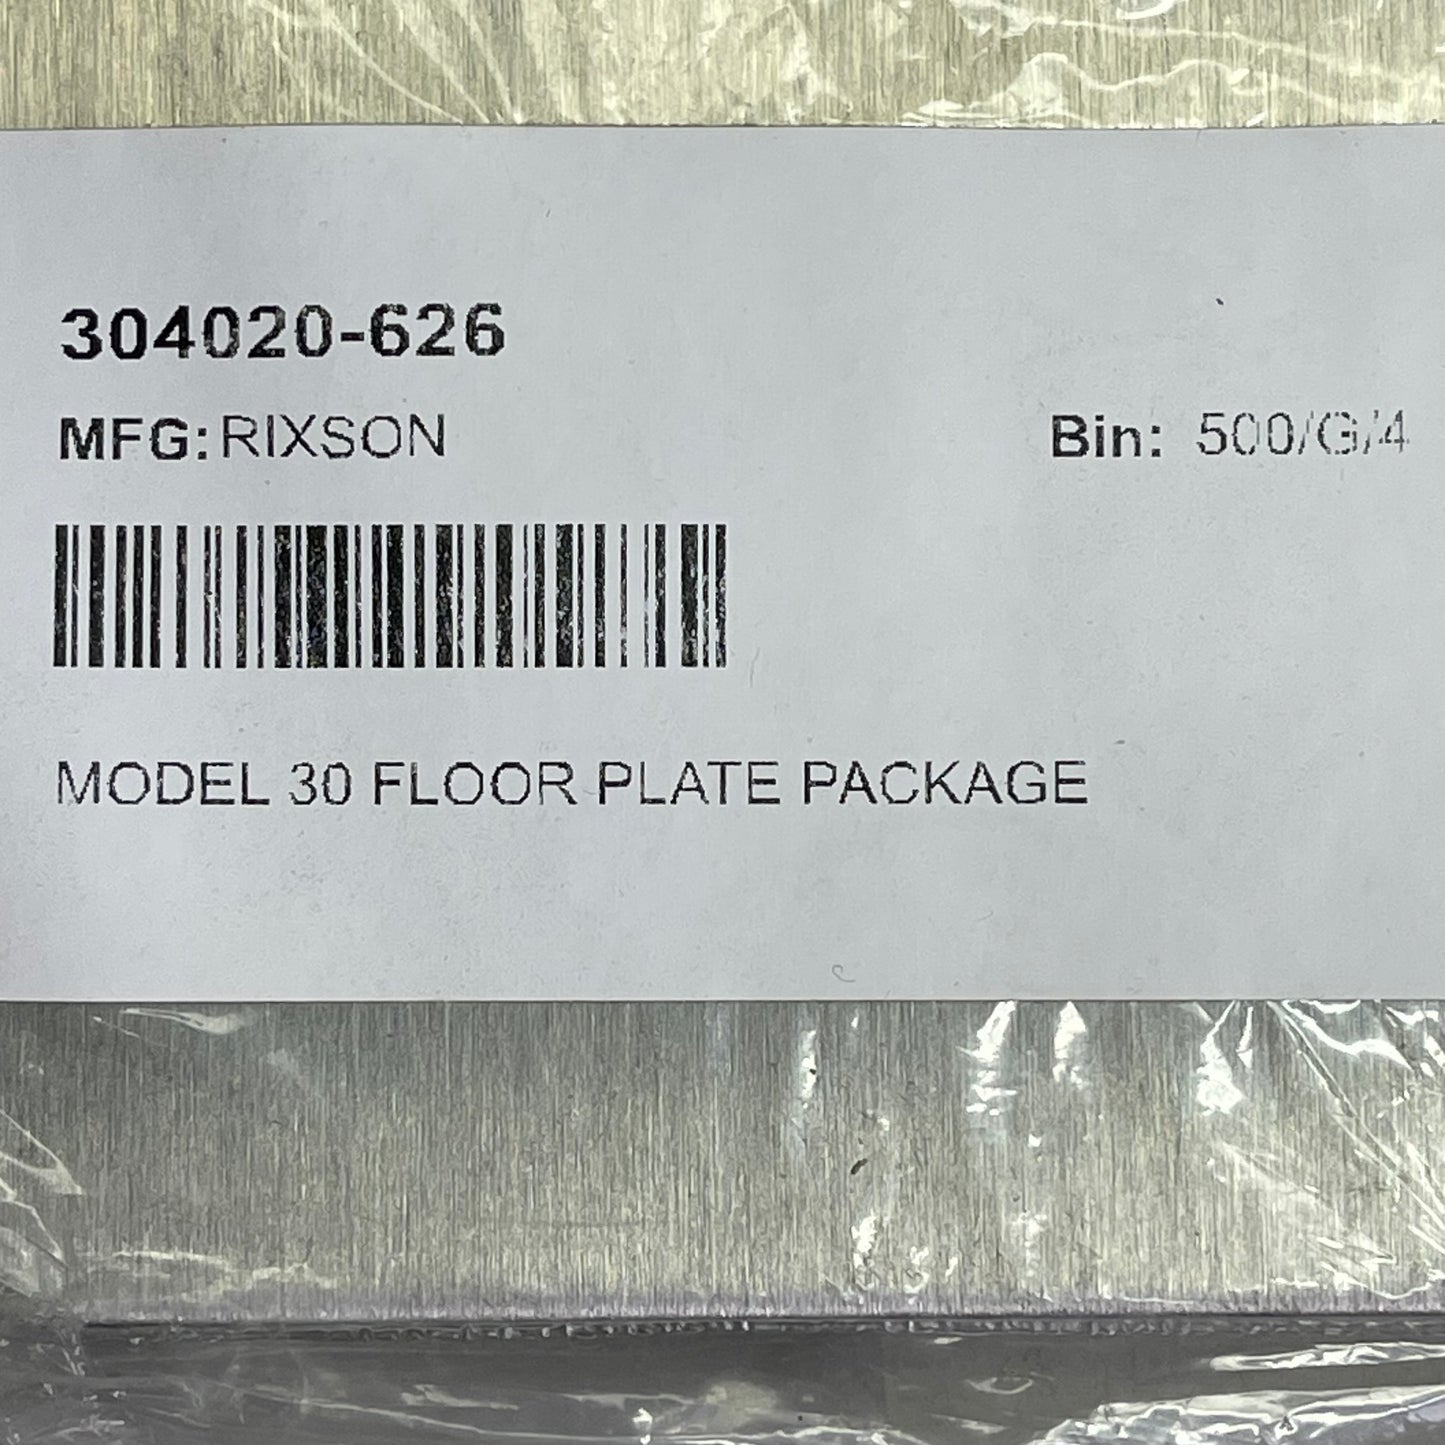 304020-626
MFG: RIXSON
Bin: 500/G/4
MODEL 30 FLOOR PLATE PACKAGE